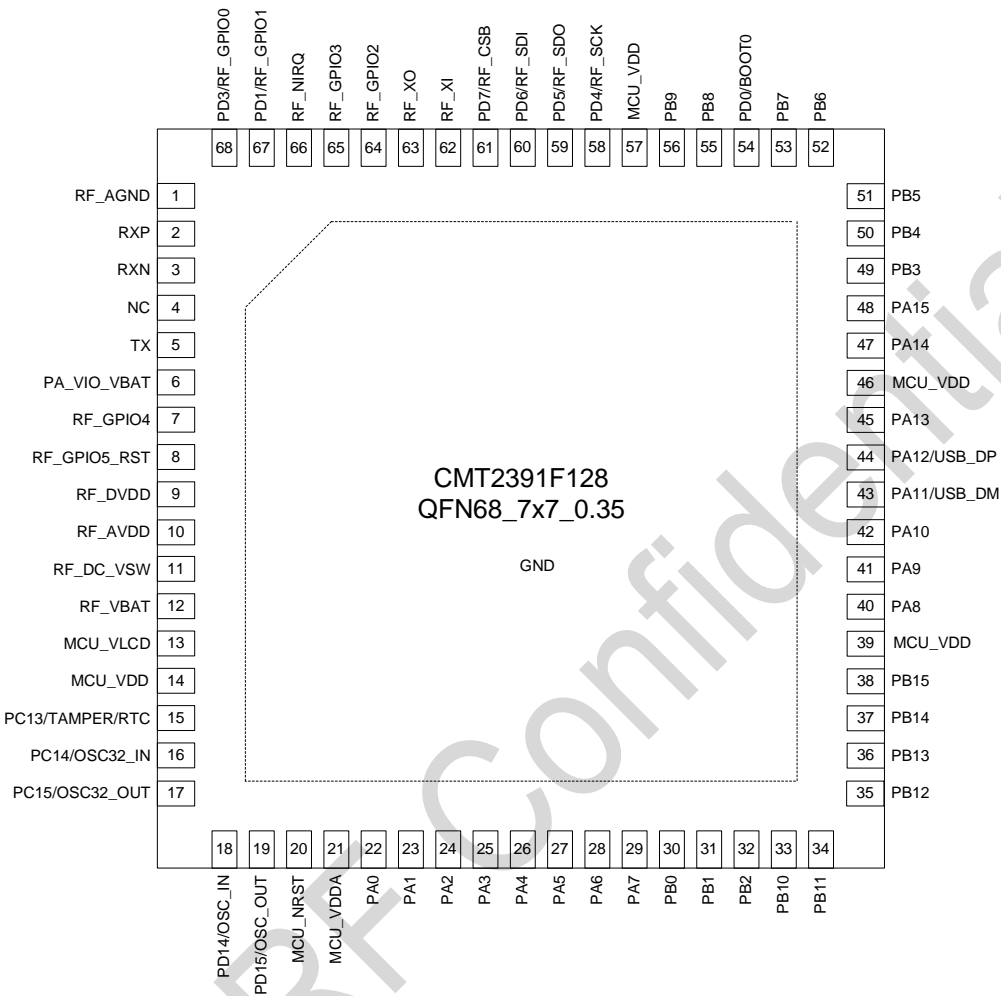 PD3/RF_GPIO0
PD1/RF_GPIO1
RF_NIRQ
RF_GPIO3
RF_GPIO2
RF_XO
RF_XI
PD7/RF_CSB
PD6/RF_SDI
PD5/RF_SDO
PD4/RF_SCK
MCU_VDD
PB9
PB8
PD0/BOOT0
PB7
PB6
68 67 66 65 64 63 62 61 60 59 58 57 56 55 54 53 52
RF_AGND 1
RXP 2
RXN 3
NC 4
TX 5
PA_VIO_VBAT 6
RF_GPIO4 7
RF_GPIO5_RST 8
RF_DVDD 9
RF_AVDD 10
RF_DC_VSW 11
RF_VBAT 12
MCU_VLCD 13
MCU_VDD 14
PC13/TAMPER/RTC 15
PC14/OSC32_IN 16
PC15/OSC32_OUT 17
CMT2391F128
QFN68_7x7_0.35
GND
51 PB5
50 PB4
49 PB3
48 PA15
47 PA14
46 MCU_VDD
45 PA13
44 PA12/USB_DP
43 PA11/USB_DM
42 PA10
41 PA9
40 PA8
39 MCU_VDD
38 PB15
37 PB14
36 PB13
35 PB12
18 19 20 21 22 23 24 25 26 27 28 29 30 31 32 33 34
PD14/OSC_IN
PD15/OSC_OUT
MCU_NRST
MCU_VDDA
PA0
PA1
PA2
PA3
PA4
PA5
PA6
PA7
PB0
PB1
PB2
PB10
PB11
RF Confidentia